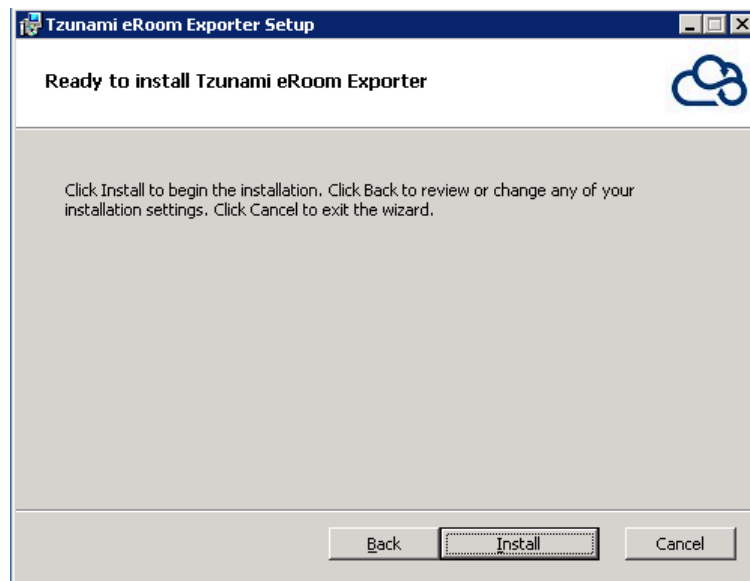 Tzunami eRoom Exporter Setup
Ready to install Tzunami eRoom Exporter
Click Install to begin the installation. Click Back to review or change any of your
installation settings. Click Cancel to exit the wizard.
Back
Install
Cancel